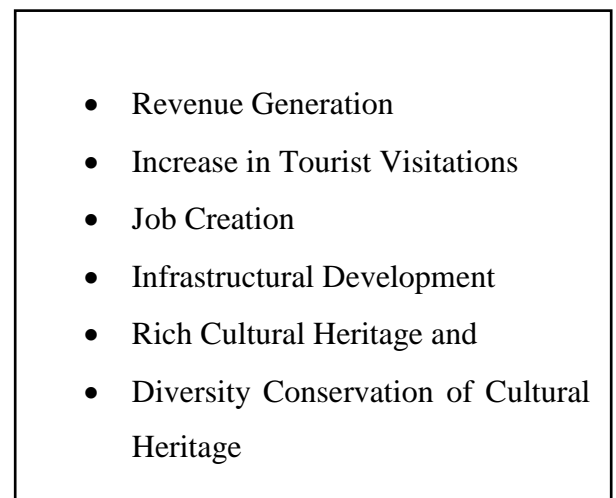 • Revenue Generation
• Increase in Tourist Visitations
• Job Creation
• Infrastructural Development
• Rich Cultural Heritage and
• Diversity Conservation of Cultural
Heritage